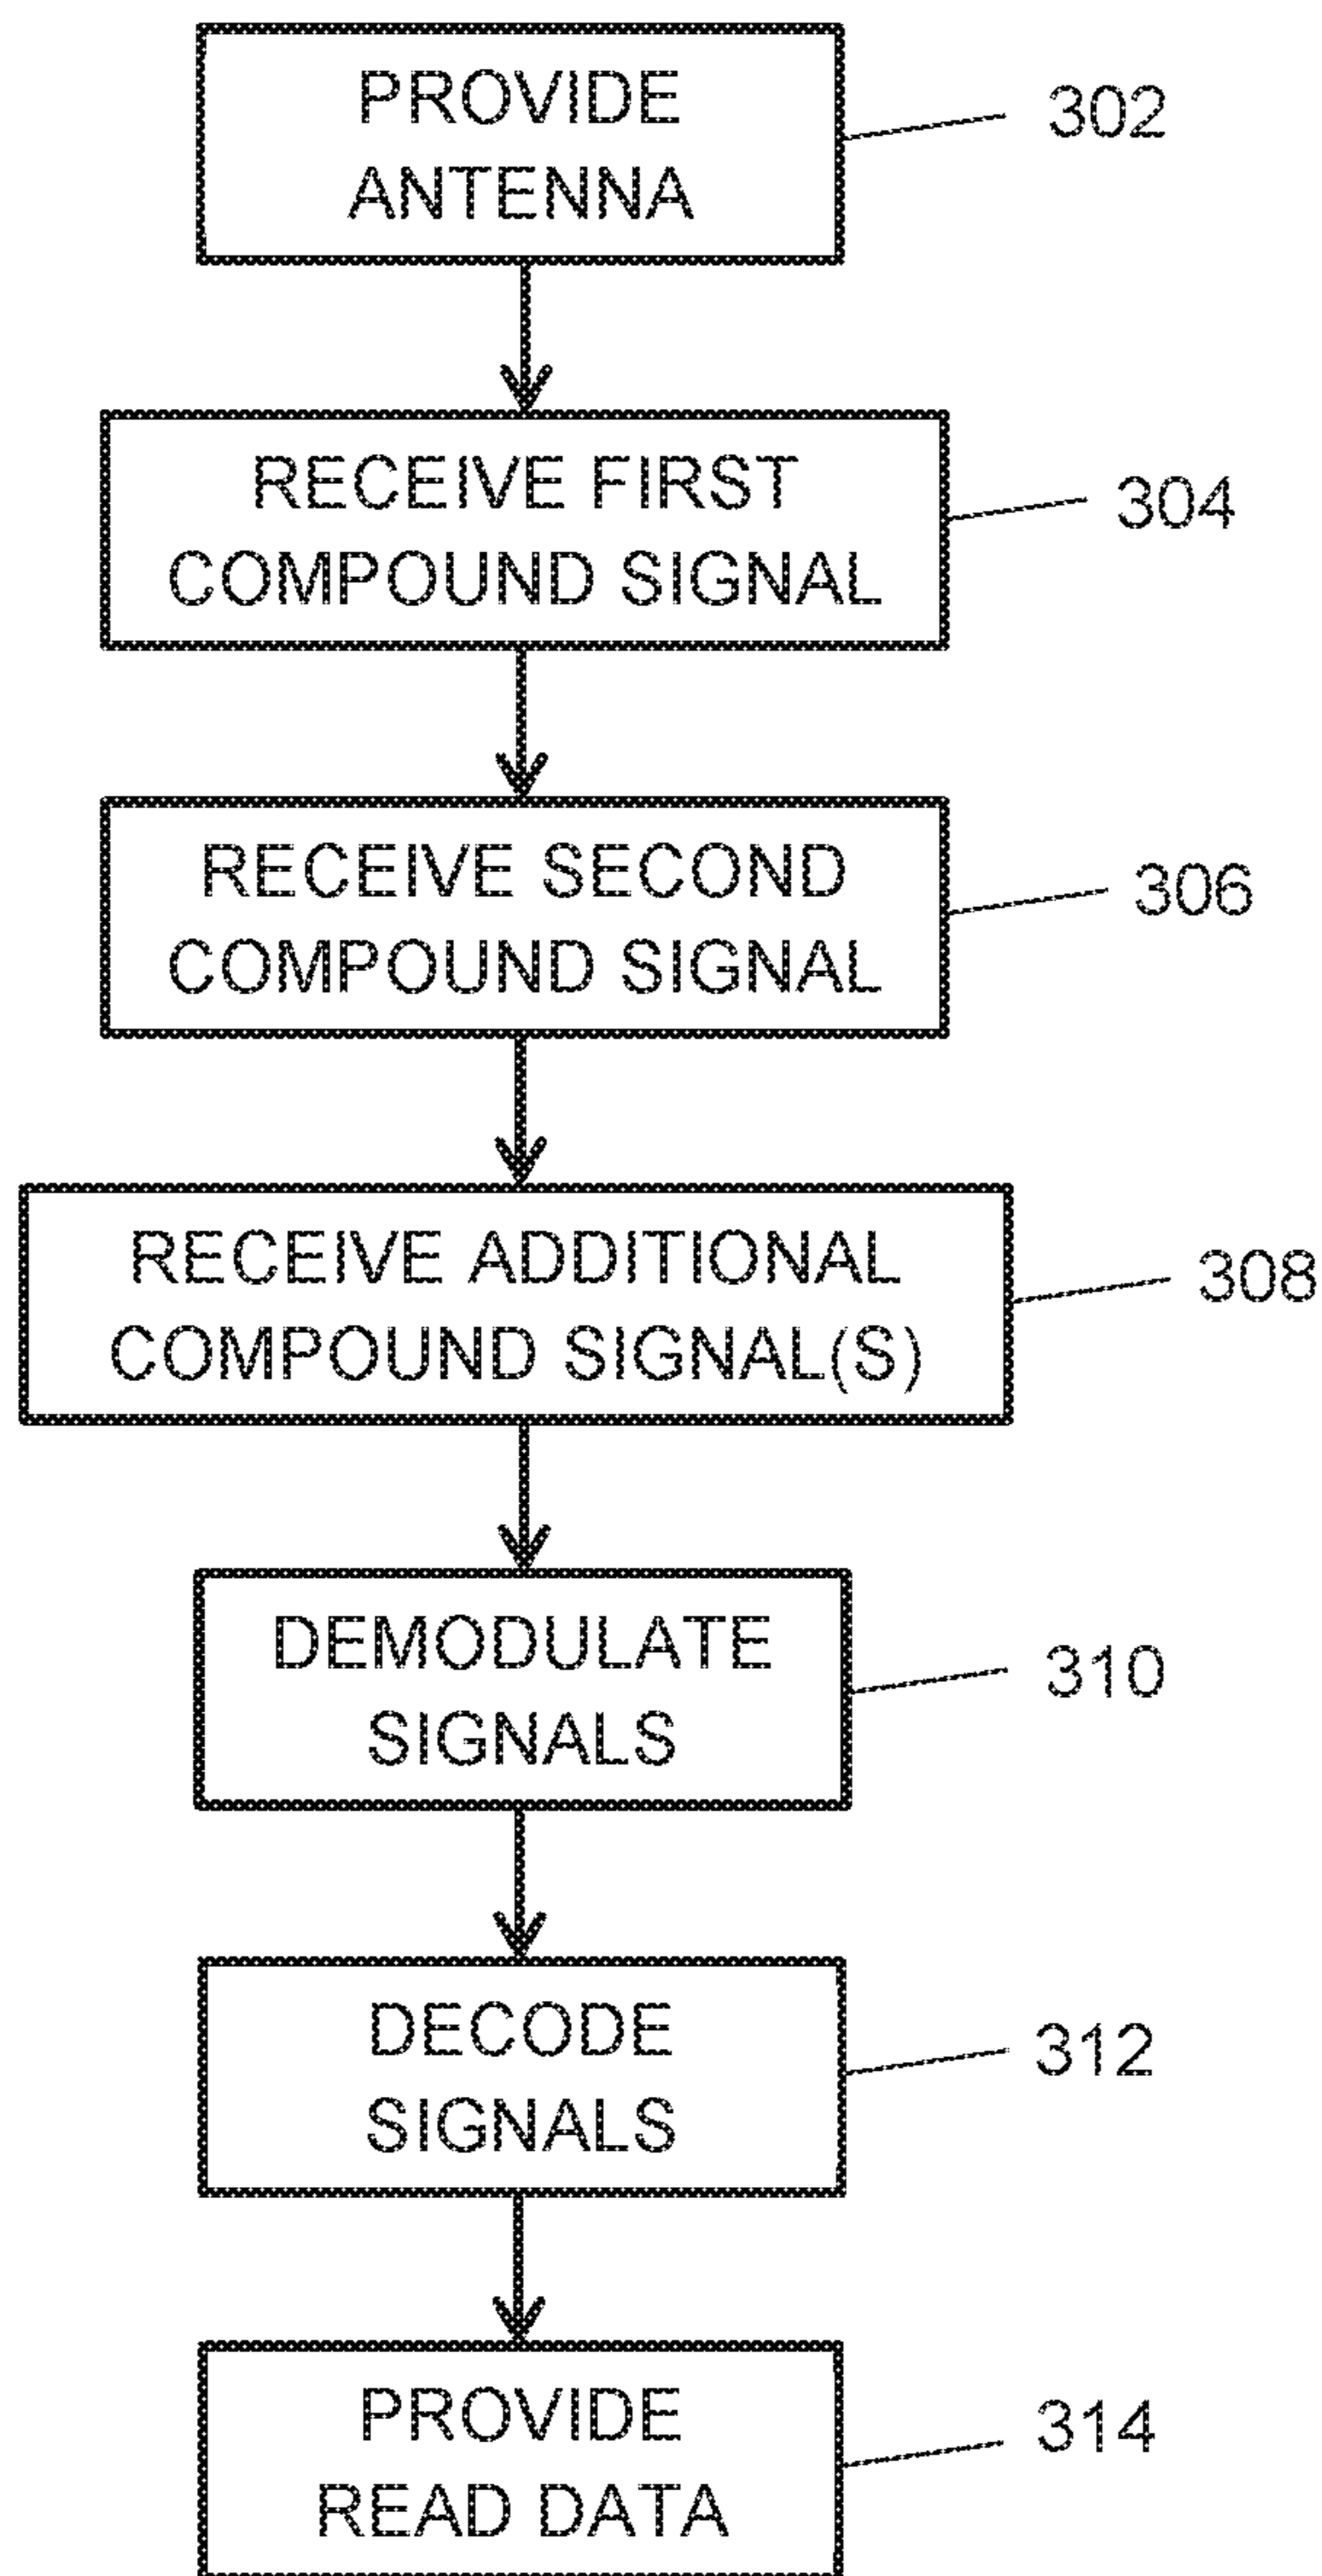 PROVIDE
ANTENNA
302
RECEIVE FIRST
COMPOUND SIGNAL
304
RECEIVE SECOND
COMPOUND SIGNAL
306
RECEIVE ADDITIONAL
COMPOUND SIGNAL(S)
308
DEMODULATE
SIGNALS
310
DECODE
SIGNALS
312
PROVIDE
READ DATA
314